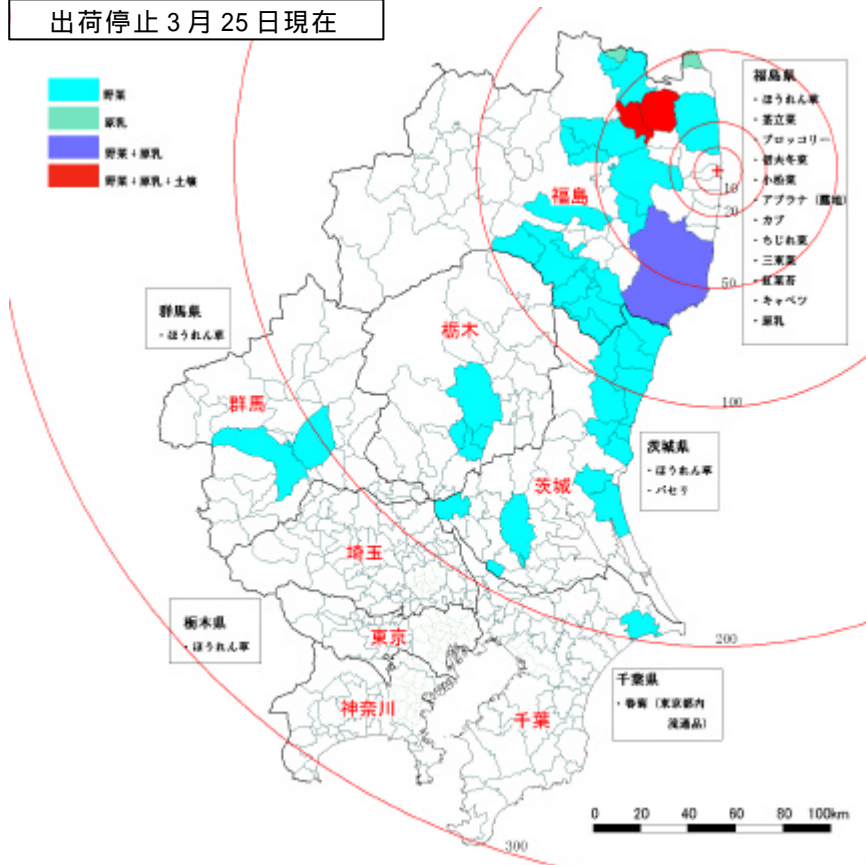 出荷停止3月25日現在
野菜
原乳
野菜+原乳
野菜+原乳+土壌
福島県
・ほうれん草
・茎立菜
・ブロッコリー
・信夫冬菜
・小松菜
・アブラナ（露地）
・カブ
・ちじれ菜
・三東菜
・紅菜苔
・キャベツ
・原乳
10
20
50
100
200
300
福島
栃木
群馬
茨城
埼玉
東京
神奈川
千葉
群馬県
・ほうれん草
茨城県
・ほうれん草
・パセリ
栃木県
・ほうれん草
千葉県
・春菊（東京都内
流通品）
0 20 40 60 80 100km